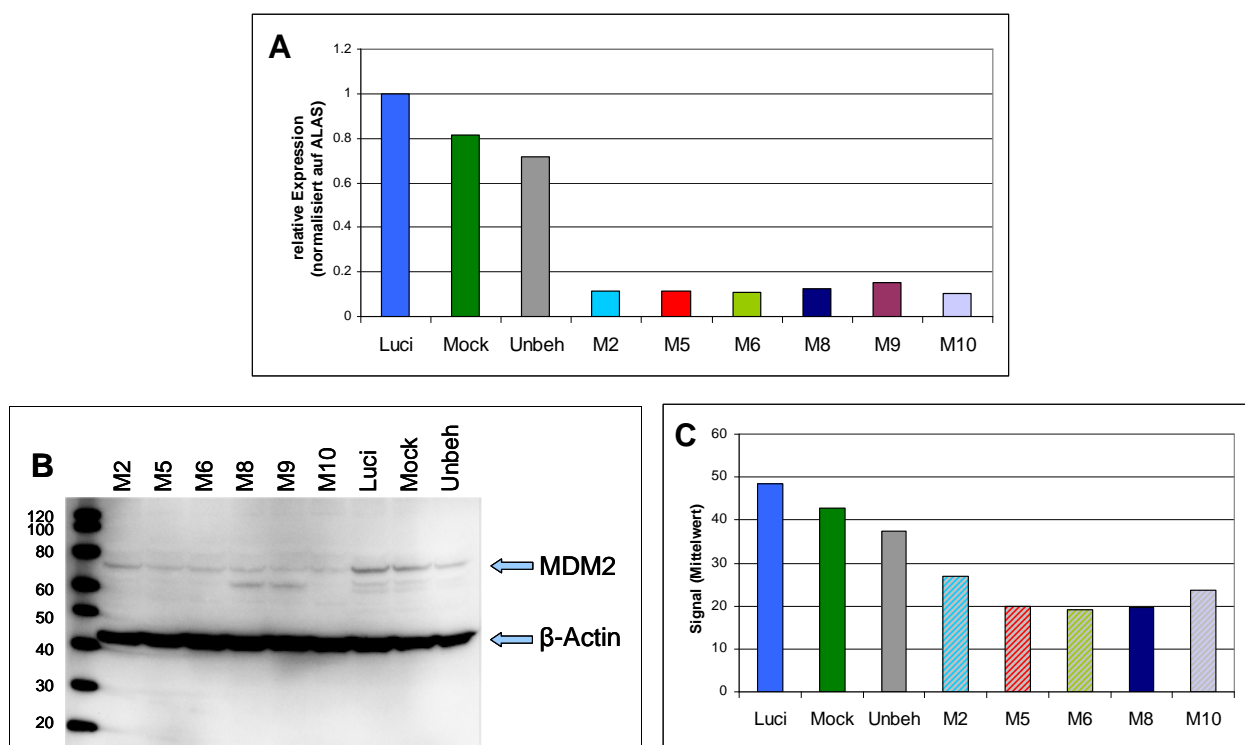 A
relative Expression
(normalisiert auf ALAS)
1.2
1
0.8
0.6
0.4
0.2
0
Luci Mock Unbeh M2 M5 M6 M8 M9 M10
B
M2 M5 M6 M8 M9 M10 Luci Mock Unbeh
120
100
80
60
50
40
30
20
MDM2
β-Actin
C
Signal (Mittelwert)
60
50
40
30
20
10
0
Luci Mock Unbeh M2 M5 M6 M8 M10